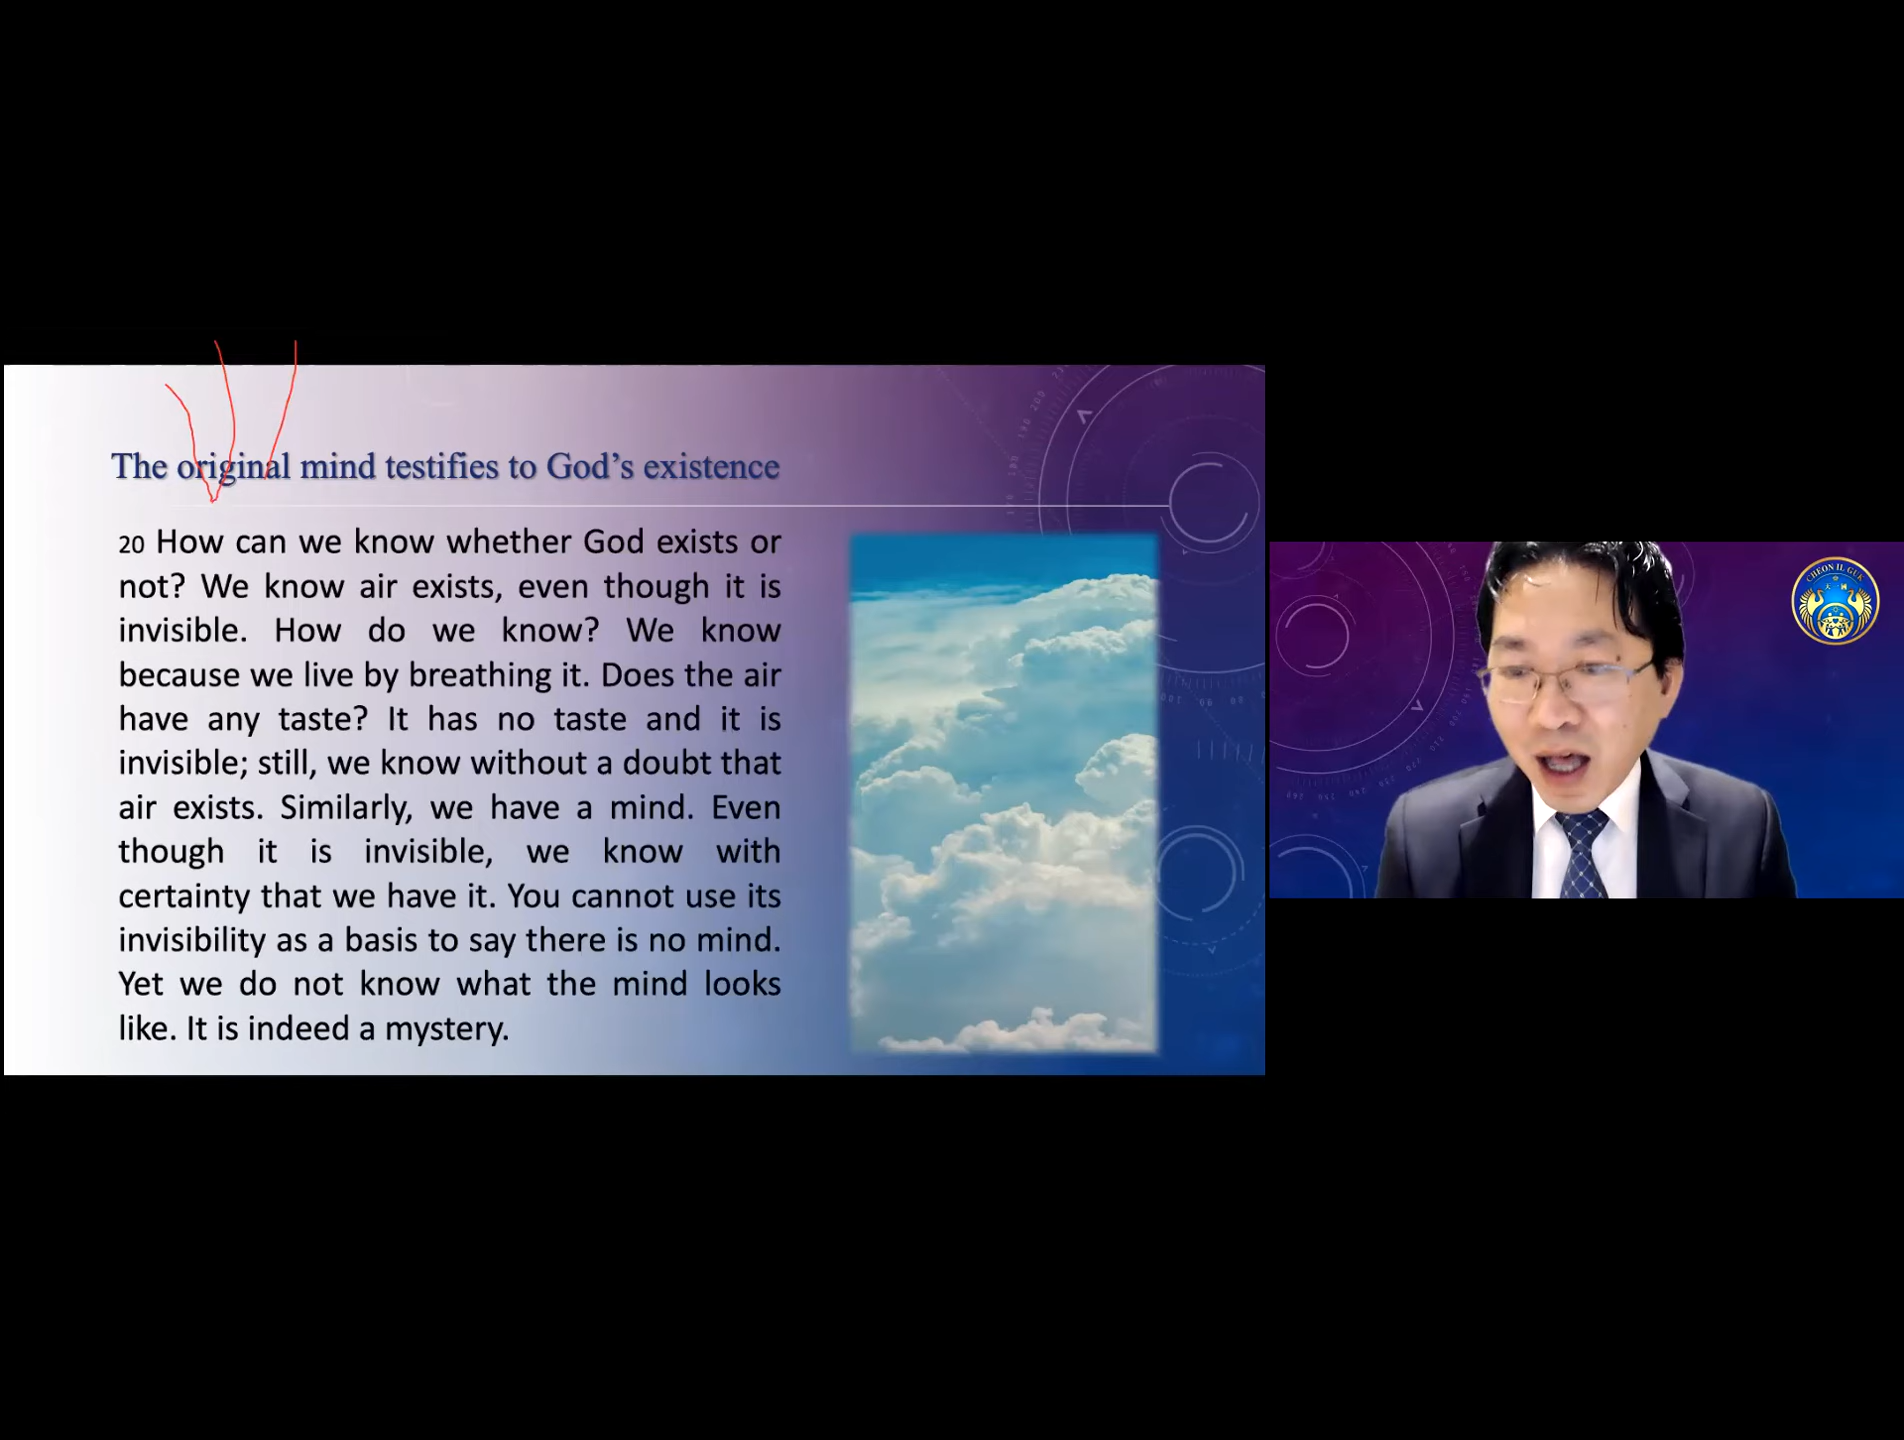 The original mind testifies to God's existence
20 How can we know whether God exists or
not? We know air exists, even though it is
invisible. How do we know? We know
because we live by breathing it. Does the air
have any taste? It has no taste and it is
invisible; still, we know without a doubt that
air exists. Similarly, we have a mind. Even
though it is invisible, we know with
certainty that we have it. You cannot use its
invisibility as a basis to say there is no mind.
Yet we do not know what the mind looks
like. It is indeed a mystery.
CHEON IL GUK